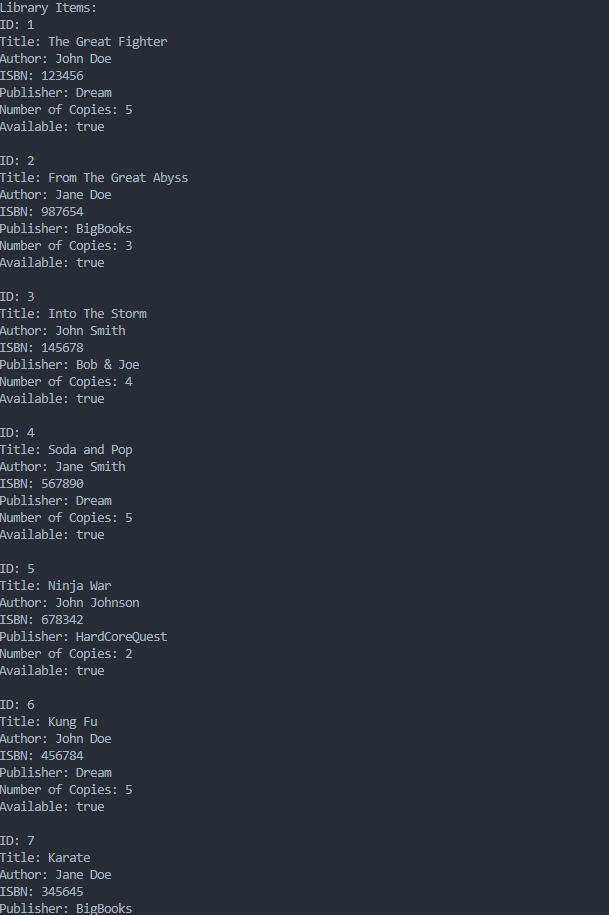 Library Items:
ID: 1
Title: The Great Fighter
Author: John Doe
ISBN: 123456
Publisher: Dream
Number of Copies: 5
Available: true
ID: 2
Title: From The Great Abyss
Author: Jane Doe
ISBN: 987654
Publisher: BigBooks
Number of Copies: 3
Available: true
ID: 3
Title: Into The Storm
Author: John Smith
ISBN: 145678
Publisher: Bob & Joe
Number of Copies: 4
Available: true
ID: 4
Title: Soda and Pop
Author: Jane Smith
ISBN: 567890
Publisher: Dream
Number of Copies: 5
Available: true
ID: 5
Title: Ninja War
Author: John Johnson
ISBN: 678342
Publisher: HardCoreQuest
Number of Copies: 2
Available: true
ID: 6
Title: Kung Fu
Author: John Doe
ISBN: 456784
Publisher: Dream
Number of Copies: 5
Available: true
ID: 7
Title: Karate
Author: Jane Doe
ISBN: 345645
Publisher: BigBooks